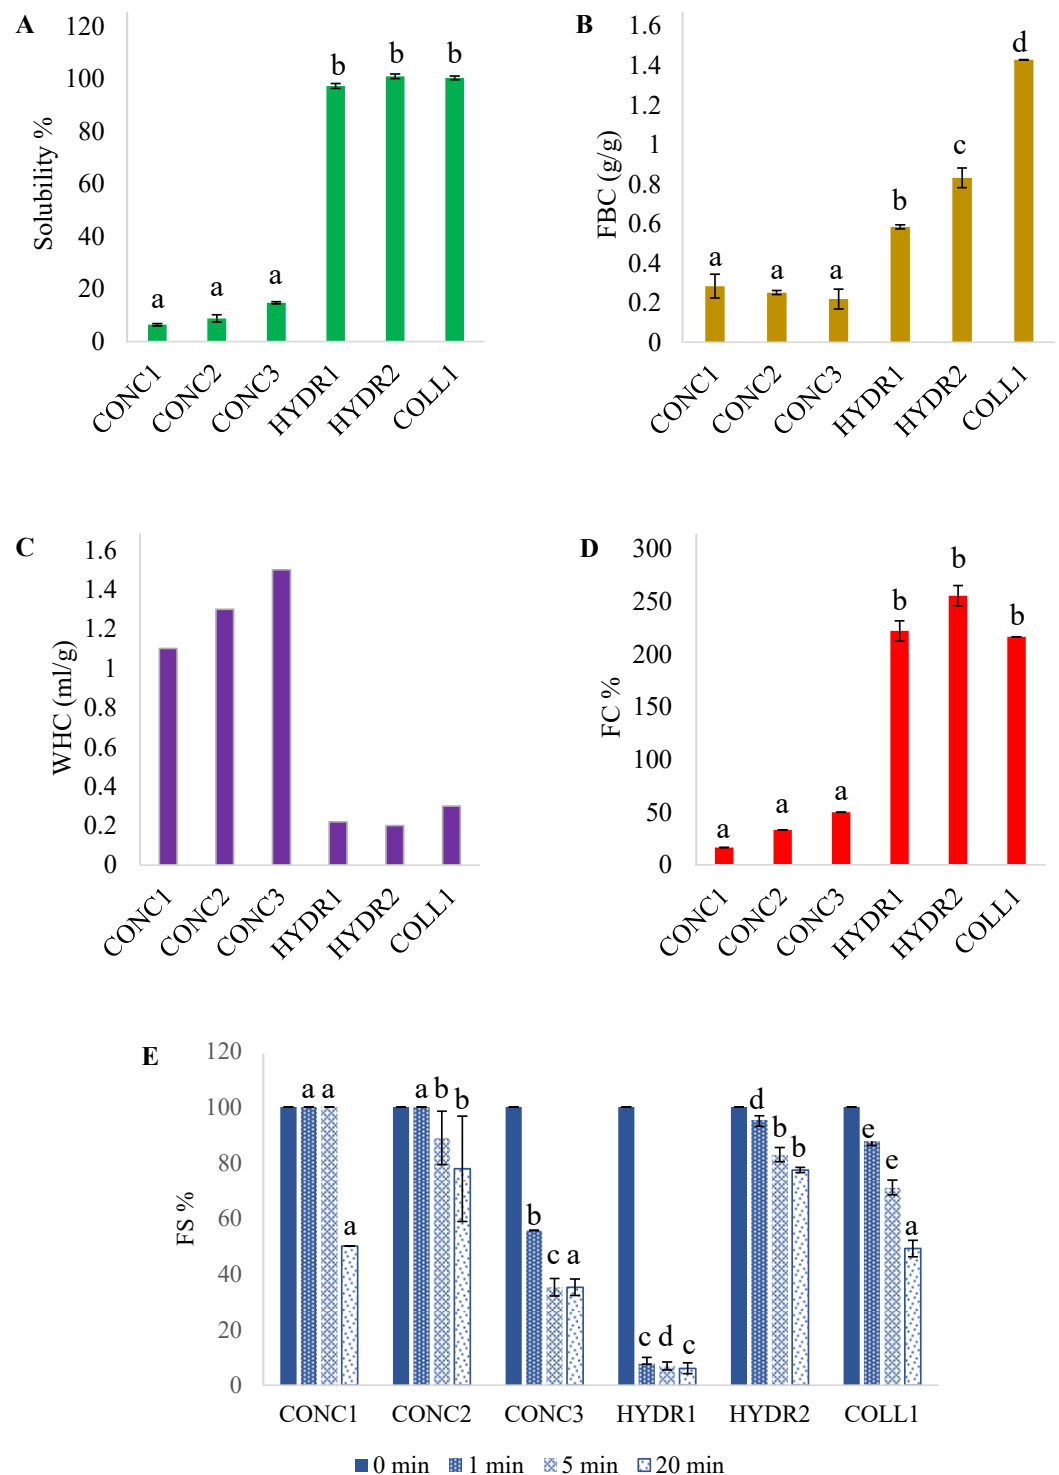 A
Solubility %
120
100
80
60
40
20
0
a
a
a
b
b
b
CONC1
CONC2
CONC3
HYDR1
HYDR2
COLL1
B
FBC (g/g)
1.6
1.4
1.2
1
0.8
0.6
0.4
0.2
0
a
a
a
b
c
d
CONC1
CONC2
CONC3
HYDR1
HYDR2
COLL1
C
WHC (ml/g)
1.6
1.4
1.2
1
0.8
0.6
0.4
0.2
0
CONC1
CONC2
CONC3
HYDR1
HYDR2
COLL1
D
FC %
300
250
200
150
100
50
0
a
a
a
b
b
b
CONC1
CONC2
CONC3
HYDR1
HYDR2
COLL1
E
FS %
120
100
80
60
40
20
0
a a
a
a b
b
b
c a
c d c
d
b
b
e
e
a
CONC1 CONC2 CONC3 HYDR1 HYDR2 COLL1
0 min 1 min 5 min 20 min